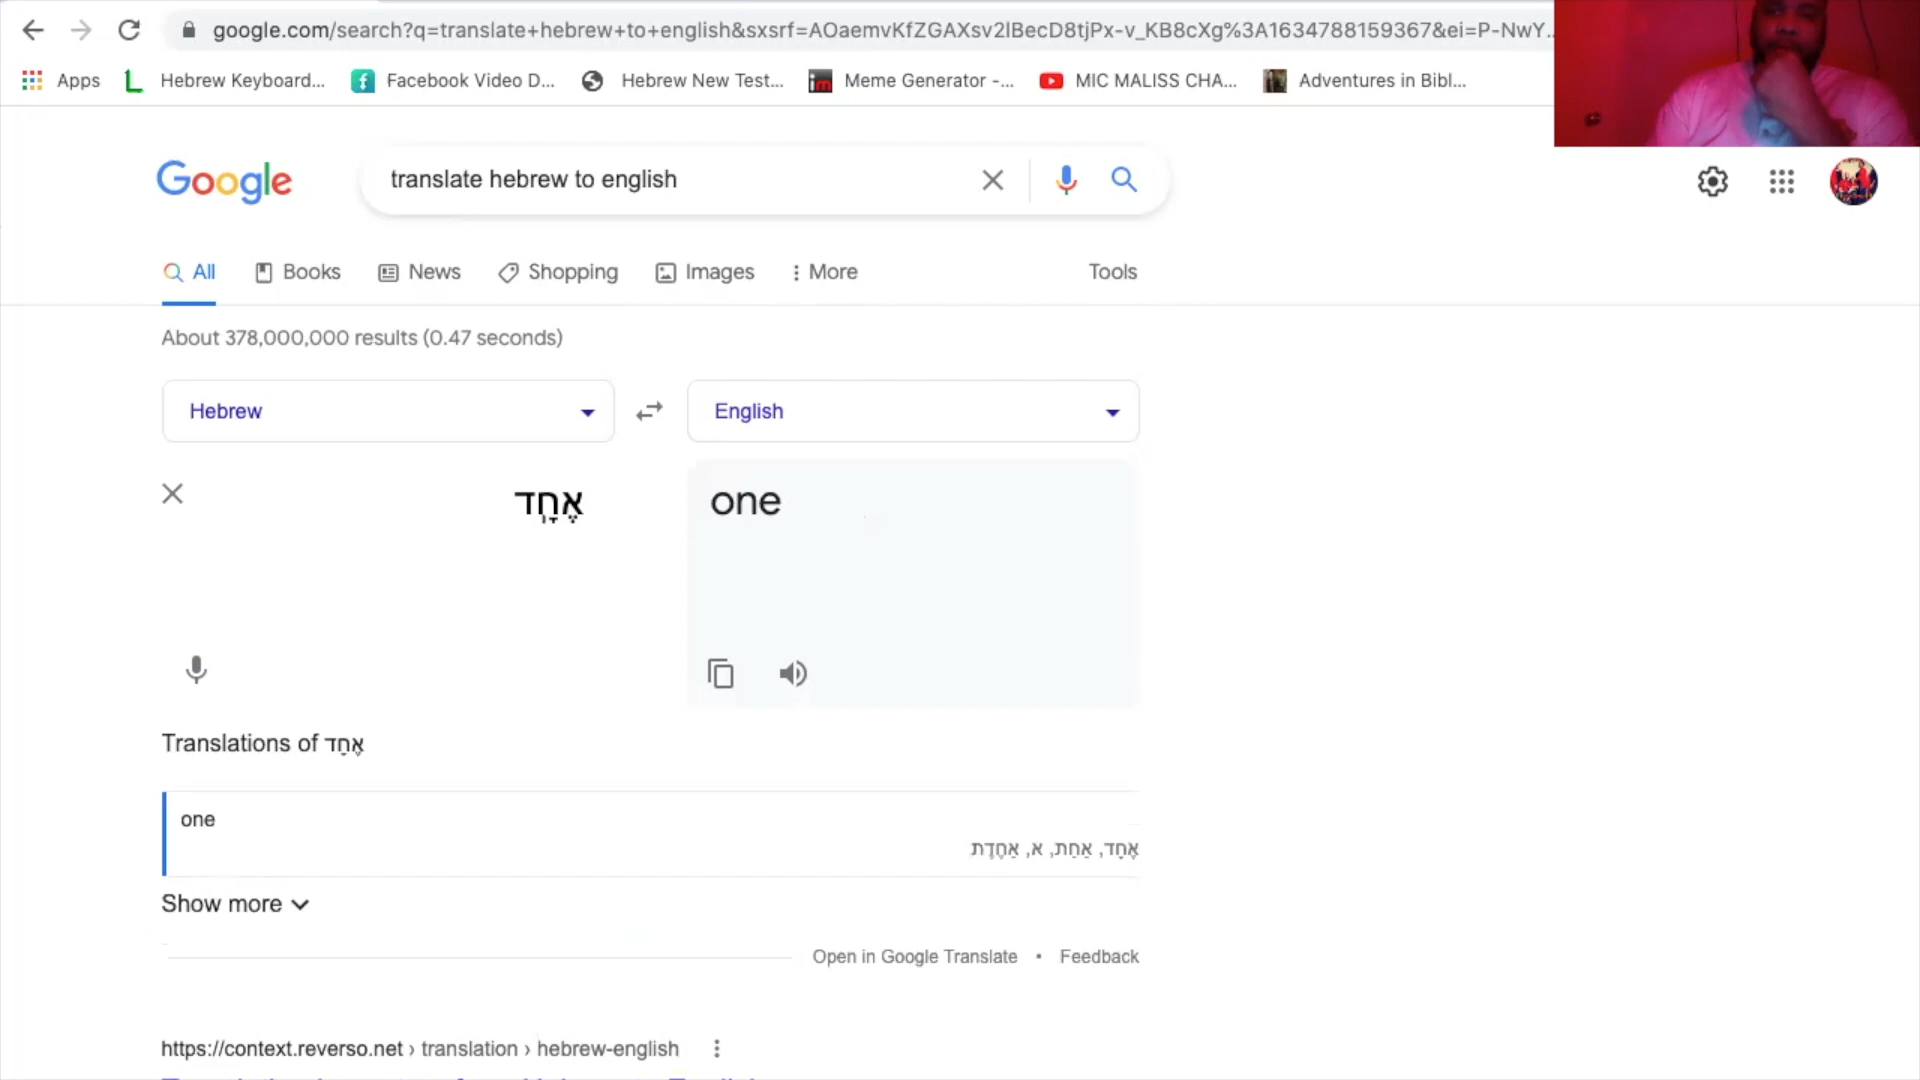 google.com/search?q=translate+hebrew+to+english&sxsrf=AOaemvKfZGAXsv2lBecD8tjPx-v_KB8cXg%3A1634788159367&ei=P-NwY...
Apps Hebrew Keyboard... Facebook Video D... Hebrew New Test... Meme Generator -... MIC MALISS CHA... Adventures in Bibl...
Google translate hebrew to english
All Books News Shopping Images More Tools
About 378,000,000 results (0.47 seconds)
Hebrew English
אֶחָֽד one
Translations of אֶחָד
one
אֶחָד, אַחַת, א, אַחֶדֶת
Show more
Open in Google Translate • Feedback
https://context.reverso.net › translation › hebrew-english